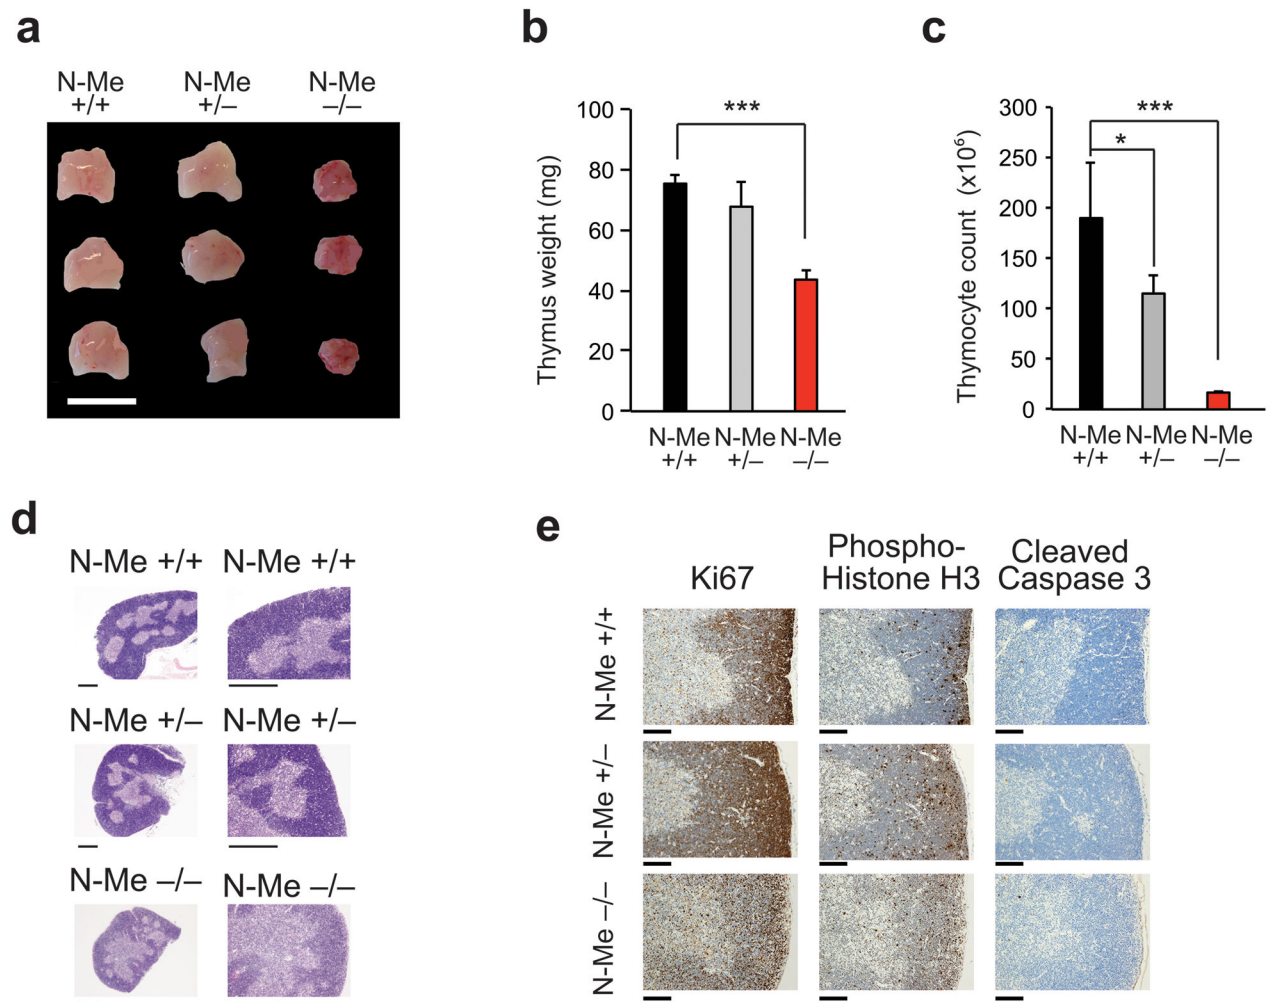 a
N-Me N-Me N-Me
+/+ +/– –/–
b
Thymus weight (mg)
100
80
60
40
20
0
***
N-Me N-Me N-Me
+/+ +/– –/–
c
Thymocyte count (x10⁶)
300
250
200
150
100
50
0
***
*
N-Me N-Me N-Me
+/+ +/– –/–
d
N-Me +/+ N-Me +/+
N-Me +/– N-Me +/–
N-Me –/– N-Me –/–
e
Ki67
Phospho-
Histone H3
Cleaved
Caspase 3
N-Me +/+
N-Me +/–
N-Me –/–